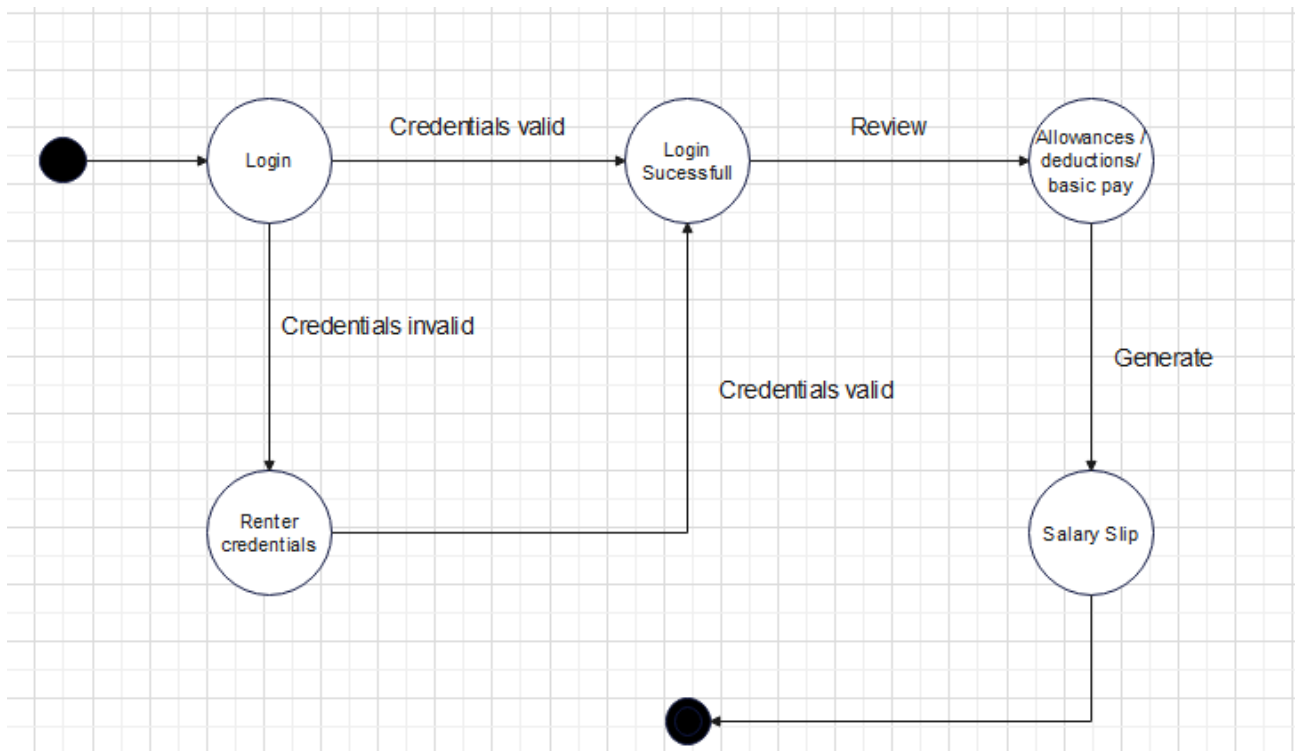 Credentials valid
Review
Login
Login
Sucessfull
Allowances /
deductions/
basic pay
Credentials invalid
Generate
Credentials valid
Renter
credentials
Salary Slip